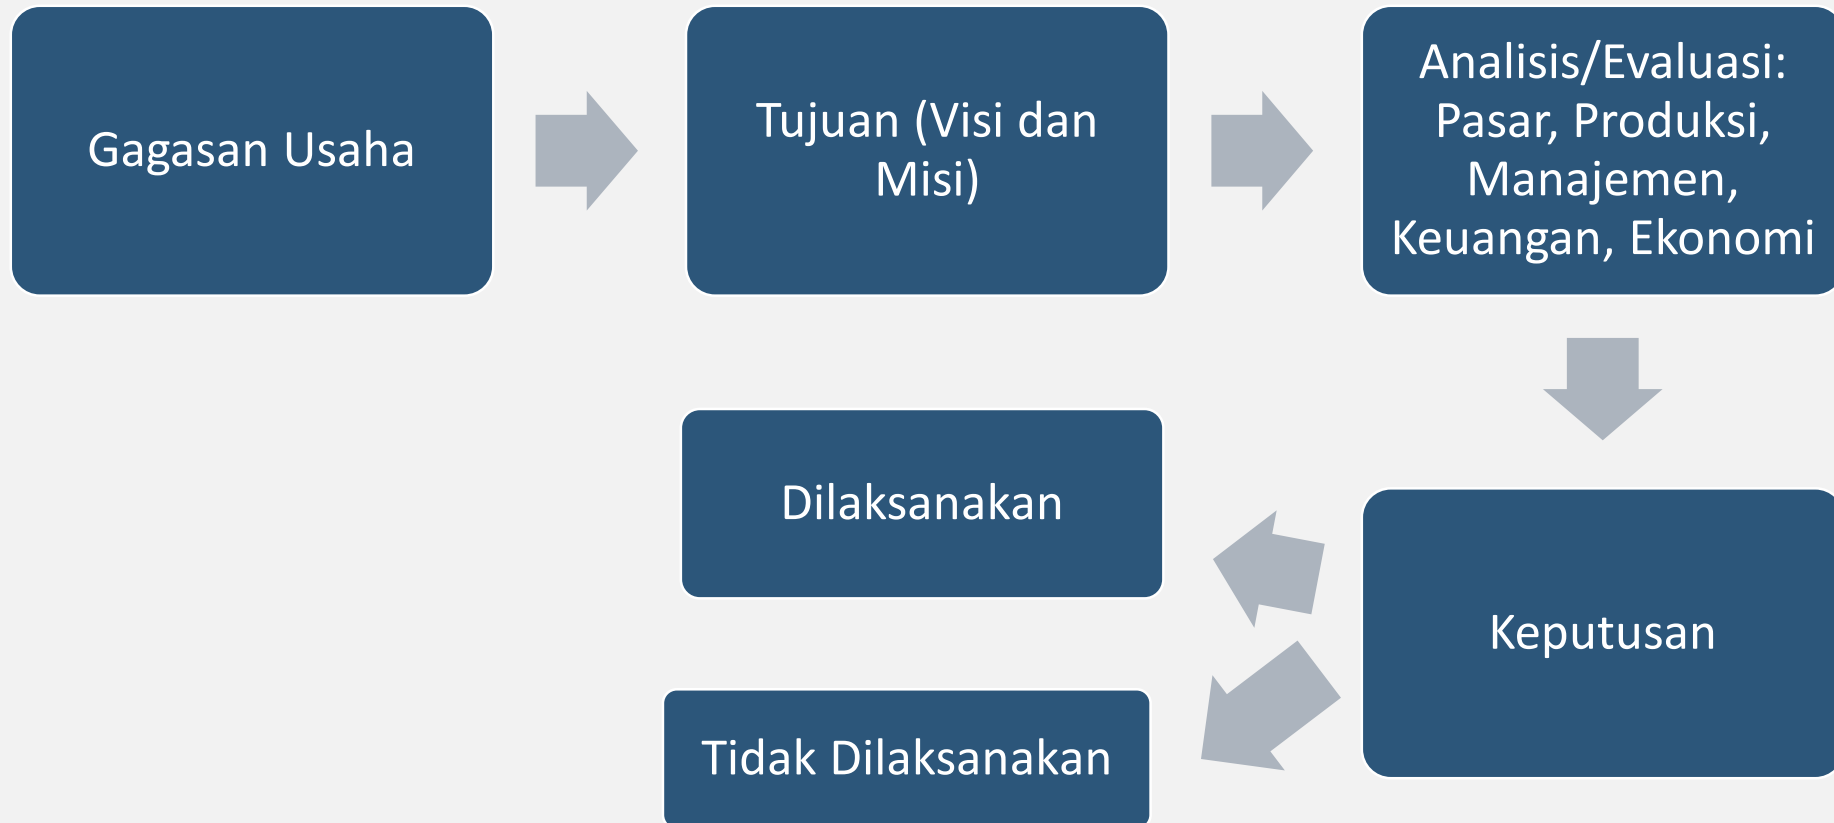 Gagasan Usaha
Tujuan (Visi dan
Misi)
Analisis/Evaluasi:
Pasar, Produksi,
Manajemen,
Keuangan, Ekonomi
Keputusan
Dilaksanakan
Tidak Dilaksanakan